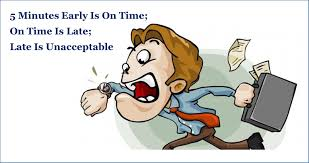 5 Minutes Early Is On Time;
On Time Is Late;
Late Is Unacceptable